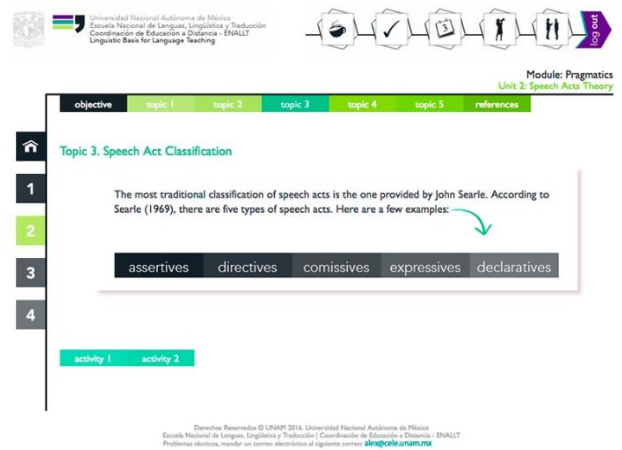 Universidad Nacional Autónoma de México
Escuela Nacional de Lenguas, Lingüística y Traducción
Coordinación de Educación a Distancia - ENALLT
Linguistic Basis for Language Teaching
3
log out
Module: Pragmatics
Unit 2: Speech Acts Theory
objective topic 1 topic 2 topic 3 topic 4 topic 5 references
Topic 3. Speech Act Classification
1
2
3
4
The most traditional classification of speech acts is the one provided by John Searle. According to
Searle (1969), there are five types of speech acts. Here are a few examples:
assertives directives comissives expressives declaratives
activity 1 activity 2
Derechos Reservados © UNAM 2016. Universidad Nacional Autónoma de México
Escuela Nacional de Lenguas, Lingüística y Traducción | Coordinación de Educación a Distancia - ENALLT
Problemas técnicos, mandar un correo electrónico al siguiente correo: alex@cele.unam.mx